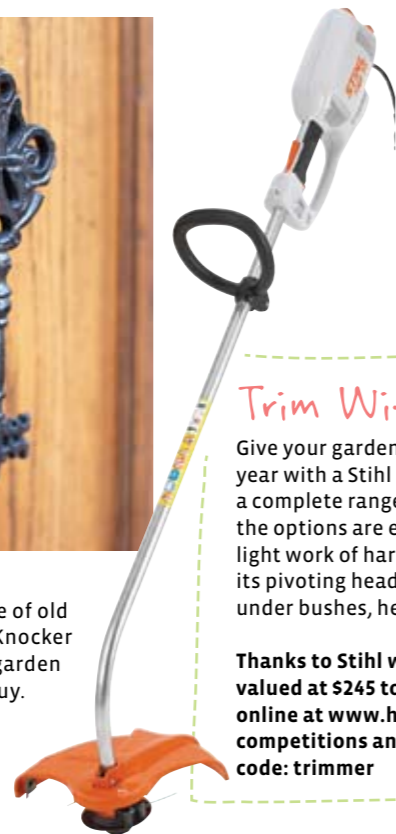 STIHL
e of old
Knocker
garden
uy.
Trim Wi
Give your garden
year with a Stihl
a complete range
the options are e
light work of har
its pivoting head
under bushes, he
Thanks to Stihl w
valued at $245 to
online at www.h
competitions an
code: trimmer